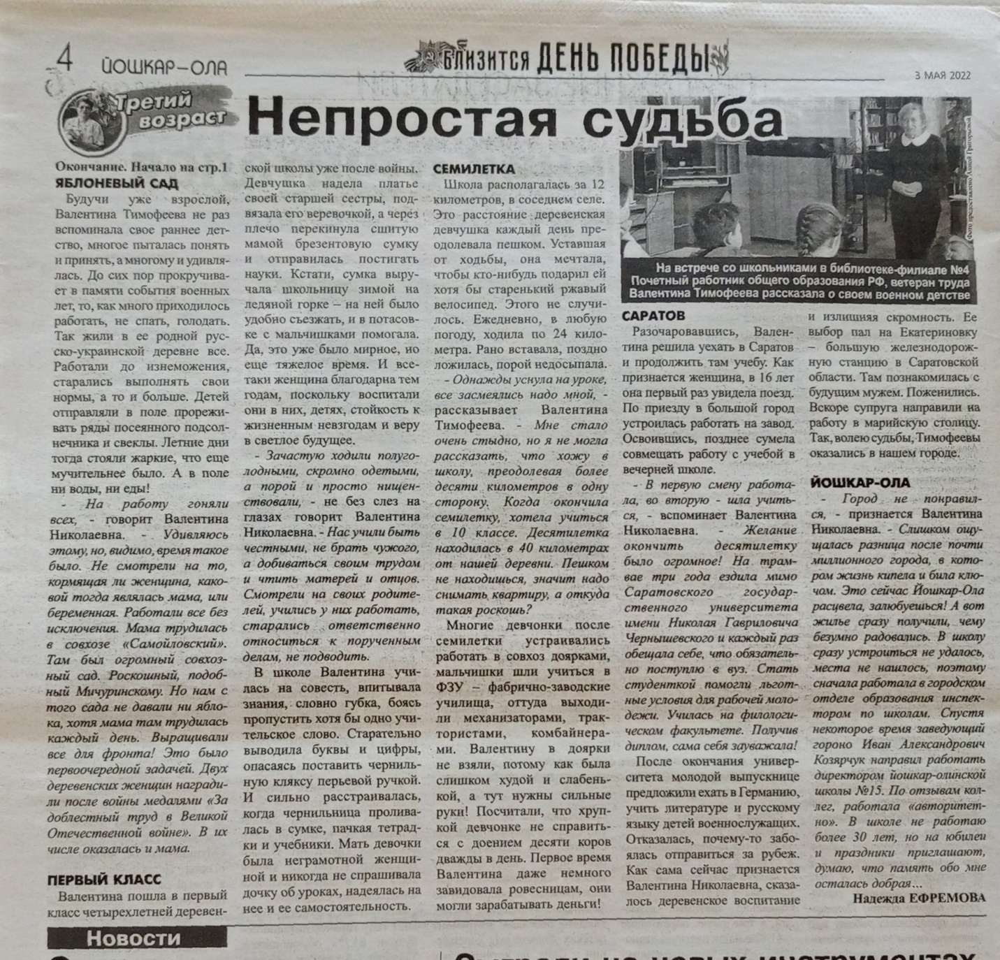 4
ЙОШКАР-ОЛА
БЛИЗИТСЯ ДЕНЬ ПОБЕДЫ
3 МАЯ 2022
Третий
возраст
Непростая судьба
Окончание. Начало на стр.1
ЯБЛОНЕВЫЙ САД
Будучи уже взрослой,
Валентина Тимофеева не раз
вспоминала свое раннее дет-
ство, многое пыталась понять
и принять, а многому и удивля-
лась. До сих пор прокручива-
ет в памяти события военных
лет, то, как много приходилось
работать, не спать, голодать.
Так жили в ее родной рус-
ско-украинской деревне все.
Работали до изнеможения,
старались выполнять свои
нормы, а то и больше. Детей
отправляли в поле прорежи-
вать ряды посеянного подсол-
нечника и свеклы. Летние дни
тогда стояли жаркие, что еще
мучительнее было. А в поле
ни воды, ни еды!
- На работу гоняли
всех, - говорит Валентина
Николаевна. - Удивляюсь
этому, но, видимо, время такое
было. Не смотрели на то,
кормящая ли женщина, како-
вой тогда являлась мама, или
беременная. Работали все без
исключения. Мама трудилась
в совхозе «Самойловский».
Там был огромный совхоз-
ный сад. Роскошный, подоб-
ный Мичуринскому. Но нам с
того сада не давали ни ябло-
ка, хотя мама там трудилась
каждый день. Выращивали
все для фронта! Это было
первоочередной задачей. Двух
деревенских женщин награди-
ли после войны медалями «За
доблестный труд в Великой
Отечественной войне». В их
числе оказалась и мама.
ПЕРВЫЙ КЛАСС
Валентина пошла в первый
класс четырехлетней деревен-
ской школы уже после войны.
Девчушка надела платье
своей старшей сестры, под-
вязала его веревочкой, а через
плечо перекинула сшитую
мамой брезентовую сумку
и отправилась постигать
науки. Кстати, сумка выру-
чала школьницу зимой на
ледяной горке – на ней было
удобно съезжать, и в потасов-
ке с мальчишками помогала.
Да, это уже было мирное, но
еще тяжелое время. И все-
таки женщина благодарна тем
годам, поскольку воспитали
они в них, детях, стойкость к
жизненным невзгодам и веру
в светлое будущее.
- Зачастую ходили полуго-
лодными, скромно одетыми,
а порой и просто нищен-
ствовали, - не без слез на
глазах говорит Валентина
Николаевна. - Нас учили быть
честными, не брать чужого,
а добиваться своим трудом
и чтить матерей и отцов.
Смотрели на своих родите-
лей, учились у них работать,
старались ответственно
относиться к порученным
делам, не подводить.
В школе Валентина учи-
лась на совесть, впитывала
знания, словно губка, боясь
пропустить хотя бы одно учи-
тельское слово. Старательно
выводила буквы и цифры,
опасаясь поставить черниль-
ную кляксу перьевой ручкой.
И сильно расстраивалась,
когда чернильница пролива-
лась в сумке, пачкая тетрад-
ки и учебники. Мать девочки
была неграмотной женщи-
ной и никогда не спрашивала
дочку об уроках, надеялась на
нее и ее самостоятельность.
СЕМИЛЕТКА
Школа располагалась за 12
километров, в соседнем селе.
Это расстояние деревенская
девчушка каждый день пре-
одолевала пешком. Уставшая
от ходьбы, она мечтала,
чтобы кто-нибудь подарил ей
хотя бы старенький ржавый
велосипед. Этого не случи-
лось. Ежедневно, в любую
погоду, ходила по 24 кило-
метра. Рано вставала, поздно
ложилась, порой недосыпала.
- Однажды уснула на уроке,
все засмеялись надо мной, -
рассказывает Валентина
Тимофеева. - Мне стало
очень стыдно, но я не могла
рассказать, что хожу в
школу, преодолевая более
десяти километров в одну
сторону. Когда окончила
семилетку, хотела учиться
в 10 классе. Десятилетка
находилась в 40 километрах
от нашей деревни. Пешком
не находишься, значит надо
снимать квартиру, а откуда
такая роскошь?
Многие девчонки после
семилетки устраивались
работать в совхоз доярками,
мальчишки шли учиться в
ФЗУ – фабрично-заводские
училища, оттуда выходи-
ли механизаторами, трак-
тористами, комбайнера-
ми. Валентину в доярки
не взяли, потому как была
слишком худой и слабень-
кой, а тут нужны сильные
руки! Посчитали, что хруп-
кой девчонке не справить-
ся с доением десяти коров
дважды в день. Первое время
Валентина даже немного
завидовала ровесницам, они
могли зарабатывать деньги!
Фото предоставлено Анной Григорьевой
На встрече со школьниками в библиотеке-филиале №4
Почетный работник общего образования РФ, ветеран труда
Валентина Тимофеева рассказала о своем военном детстве
САРАТОВ
Разочаровавшись, Вален-
тина решила уехать в Саратов
и продолжить там учебу. Как
признается женщина, в 16 лет
она первый раз увидела поезд.
По приезду в большой город
устроилась работать на завод.
Освоившись, позднее сумела
совмещать работу с учебой в
вечерней школе.
- В первую смену работа-
ла, во вторую - шла учить-
ся, - вспоминает Валентина
Николаевна. - Желание
окончить десятилетку
было огромное! На трам-
вае три года ездила мимо
Саратовского государ-
ственного университета
имени Николая Гавриловича
Чернышевского и каждый раз
обещала себе, что обязатель-
но поступлю в вуз. Стать
студенткой помогли льгот-
ные условия для рабочей моло-
дежи. Училась на филологи-
ческом факультете. Получив
диплом, сама себя зауважала!
После окончания универ-
ситета молодой выпускнице
предложили ехать в Германию,
учить литературе и русскому
языку детей военнослужащих.
Отказалась, почему-то забо-
ялась отправиться за рубеж.
Как сама сейчас признается
Валентина Николаевна, сказа-
лось деревенское воспитание
и излишняя скромность. Ее
выбор пал на Екатериновку
– большую железнодорож-
ную станцию в Саратовской
области. Там познакомилась с
будущим мужем. Поженились.
Вскоре супруга направили на
работу в марийскую столицу.
Так, волею судьбы, Тимофеевы
оказались в нашем городе.
ЙОШКАР-ОЛА
- Город не понравил-
ся, - признается Валентина
Николаевна. - Слишком ощу-
щалась разница после почти
миллионного города, в кото-
ром жизнь кипела и била клю-
чом. Это сейчас Йошкар-Ола
расцвела, залюбуешься! А вот
жилье сразу получили, чему
безумно радовались. В школу
сразу устроиться не удалось,
места не нашлось, поэтому
сначала работала в городском
отделе образования инспек-
тором по школам. Спустя
некоторое время заведующий
гороно Иван Александрович
Козярчук направил работать
директором йошкар-олинской
школы №15. По отзывам кол-
лег, работала «авторитет-
но». В школе не работаю
более 30 лет, но на юбилеи
и праздники приглашают,
думаю, что память обо мне
осталась добрая...
Надежда ЕФРЕМОВА
Новости